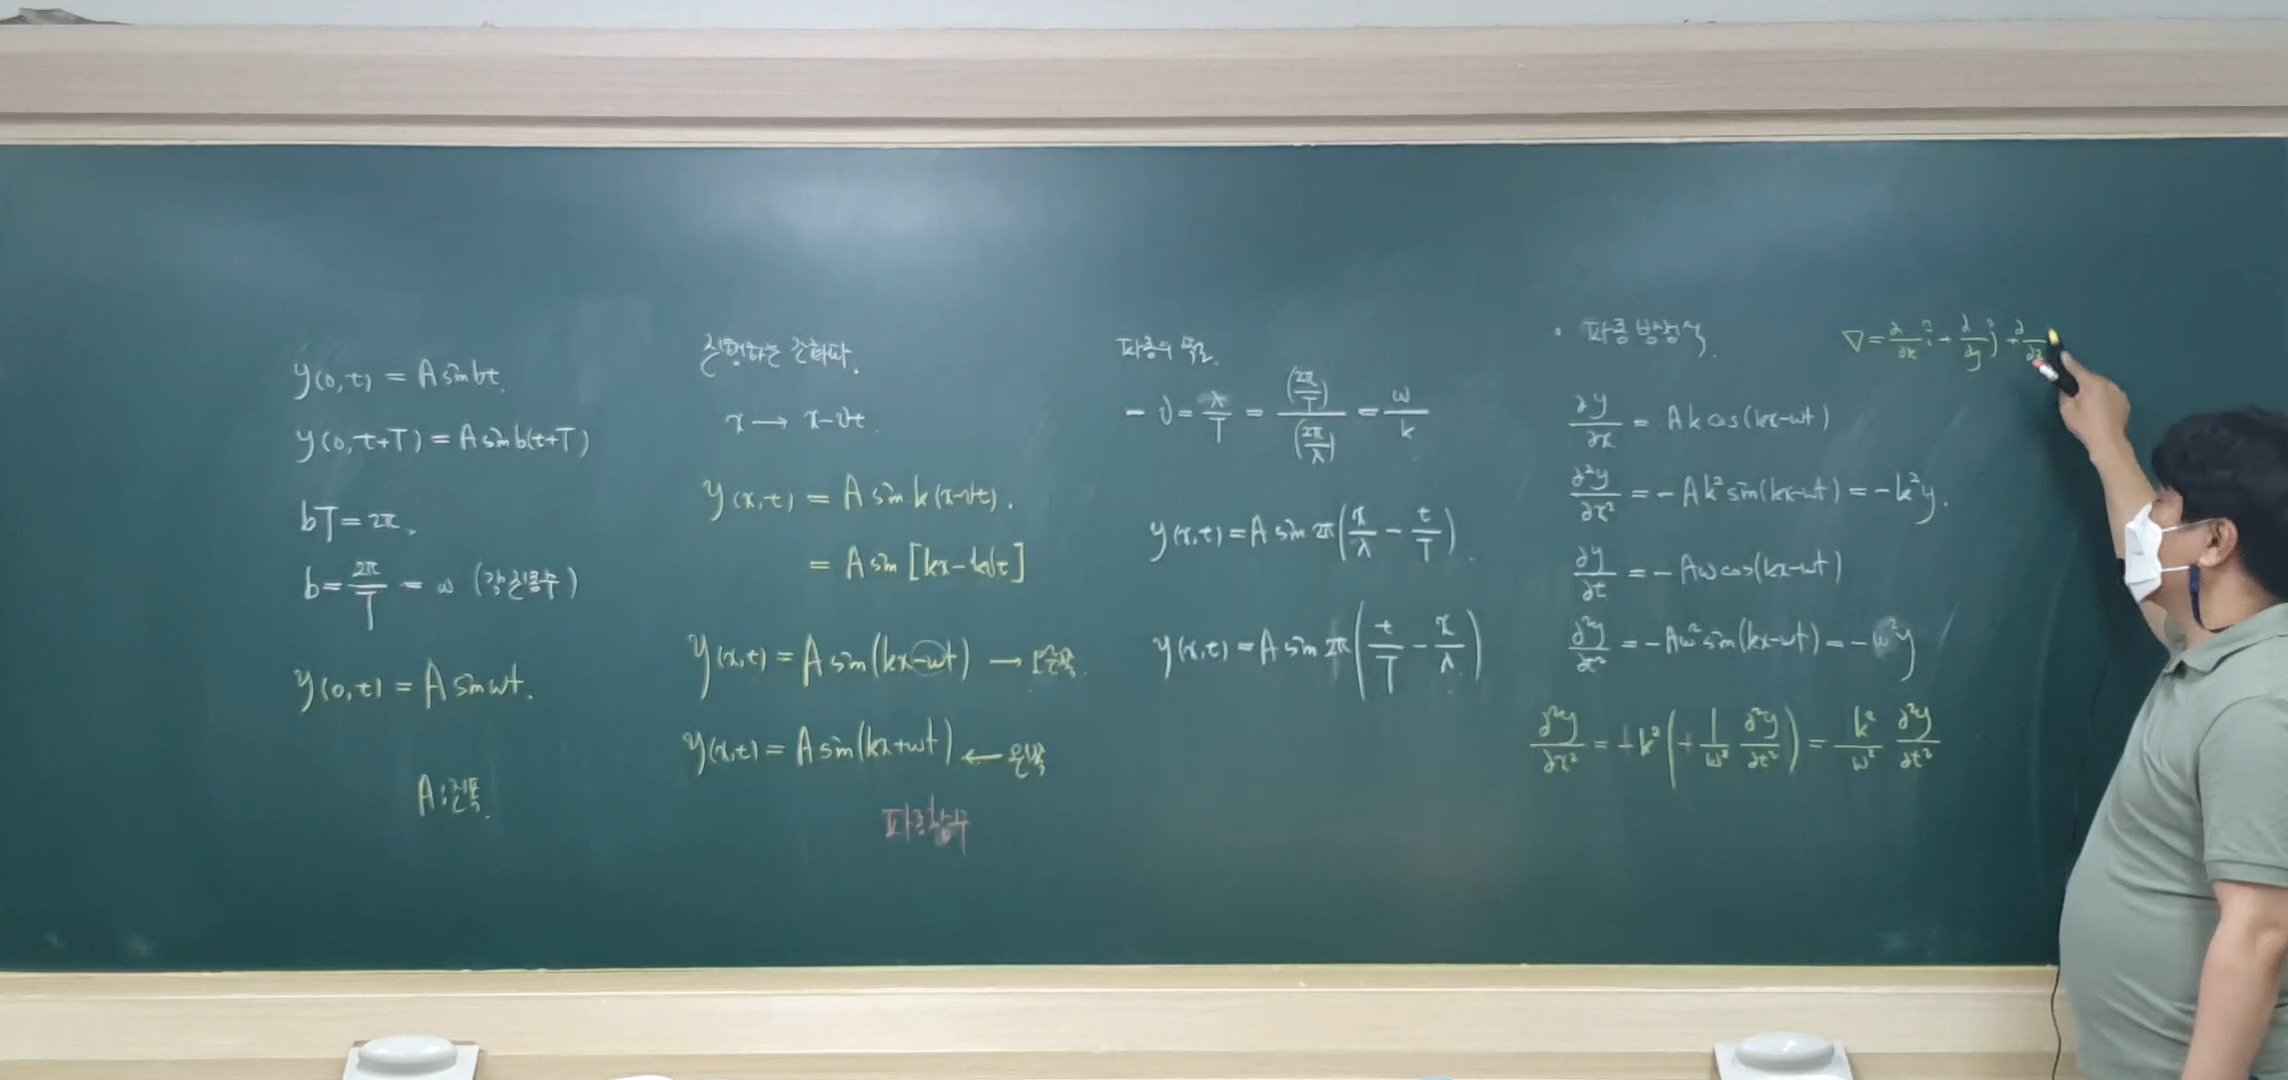 y(0,t) = A sin bt.
y(0,t+T) = A sin b(t+T)
bT = 2π.
b = 2π/T = ω (각진동수)
y(0,t) = A sin ωt.
A : 진폭.
진행하는 조화파.
x → x-vt.
y(x,t) = A sin k(x-vt).
= A sin [kx-kvt]
y(x,t) = A sin(kx-ωt) →
y(x,t) = A sin(kx+ωt) ← 왼쪽
파동함수
파동의 속도.
- v = λ/T = (2π/T)/(2π/λ) = ω/k
y(x,t) = A sin 2π(x/λ - t/T).
y(x,t) = A sin 2π(t/T - x/λ)
• 파동방정식.
∇ = ∂/∂x î + ∂/∂y ĵ + ∂/∂z
∂y/∂x = Ak cos(kx-ωt)
∂²y/∂x² = -Ak² sin(kx-ωt) = -k²y.
∂y/∂t = -Aω cos(kx-ωt)
∂²y/∂t² = -Aω² sin(kx-ωt) = -ω²y
∂²y/∂x² = +k²(+ 1/ω² ∂²y/∂t²) = k²/ω² ∂²y/∂t²